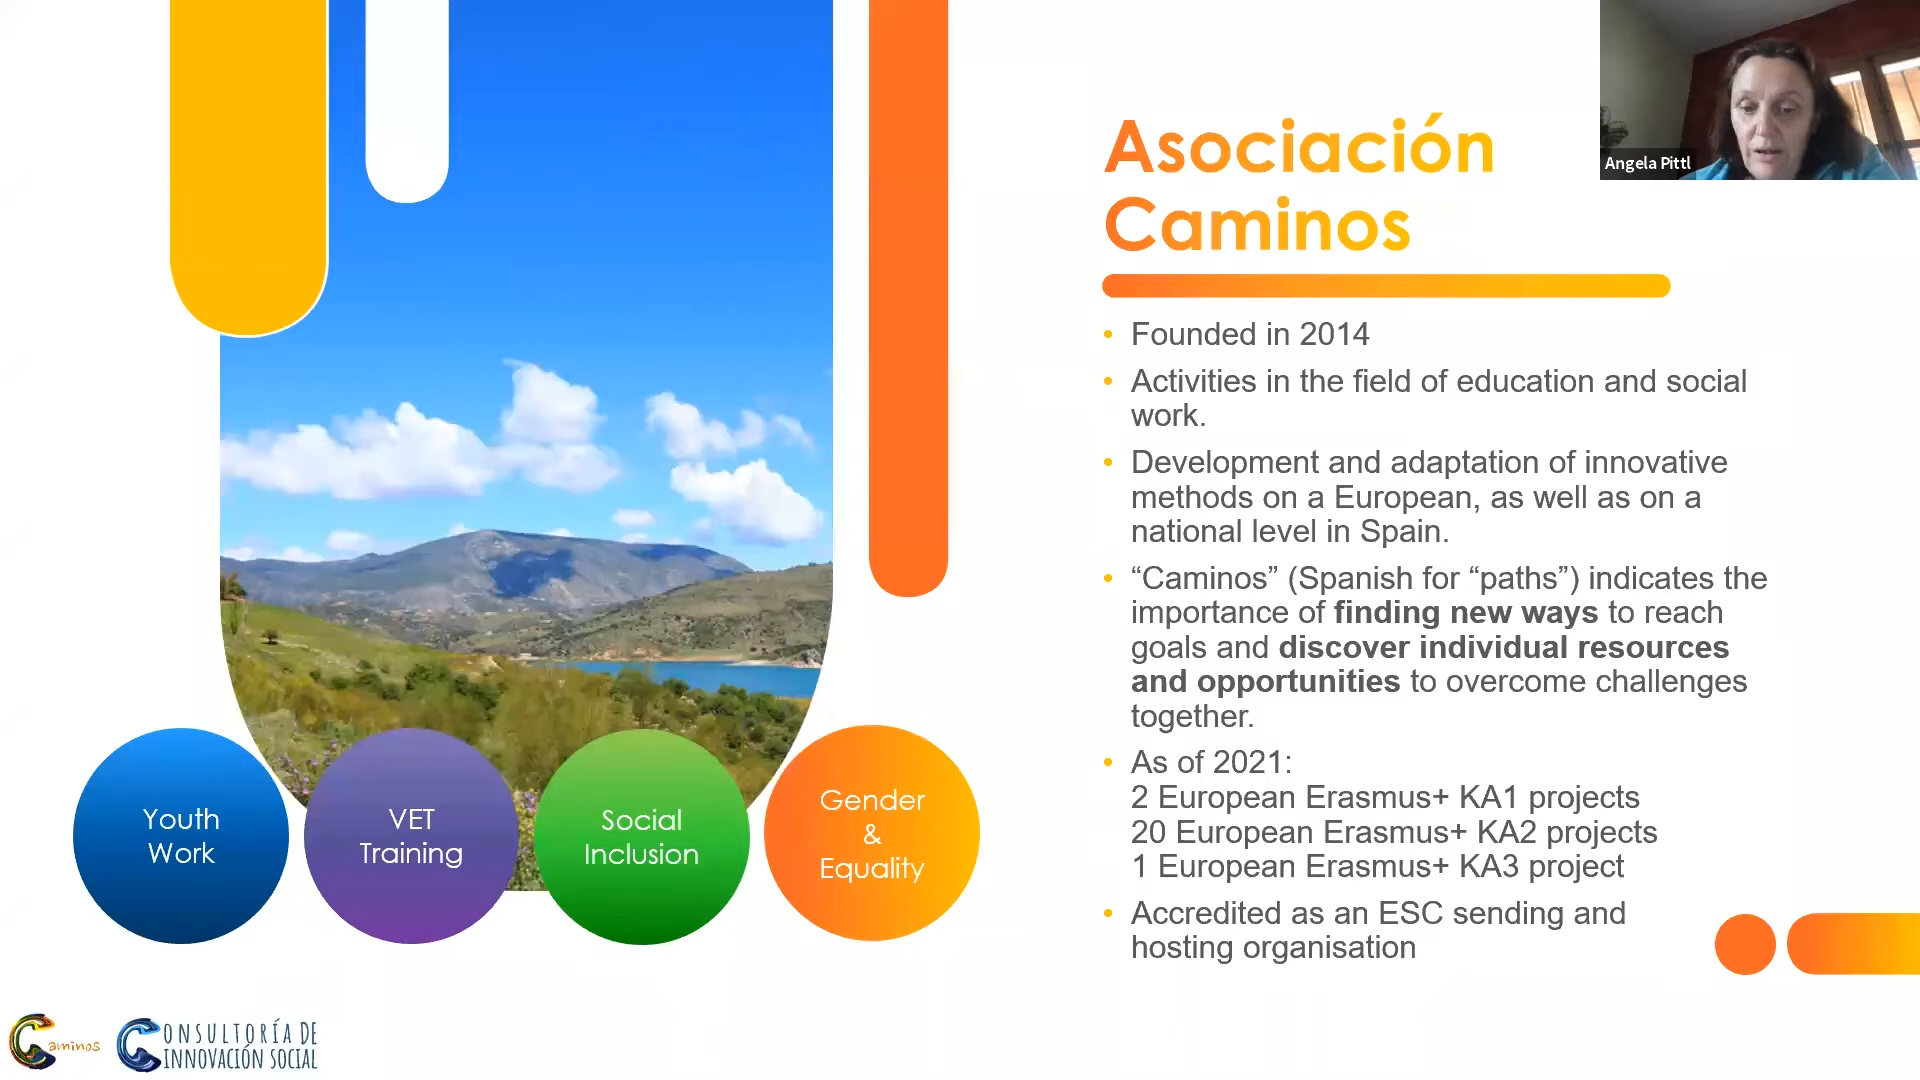 Asociación
Caminos
Angela Pittl
• Founded in 2014
• Activities in the field of education and social
work.
• Development and adaptation of innovative
methods on a European, as well as on a
national level in Spain.
• “Caminos” (Spanish for “paths”) indicates the
importance of finding new ways to reach
goals and discover individual resources
and opportunities to overcome challenges
together.
• As of 2021:
2 European Erasmus+ KA1 projects
20 European Erasmus+ KA2 projects
1 European Erasmus+ KA3 project
• Accredited as an ESC sending and
hosting organisation
Youth
Work
VET
Training
Social
Inclusion
Gender
&
Equality
Caminos
CONSULTORÍA DE
INNOVACIÓN SOCIAL